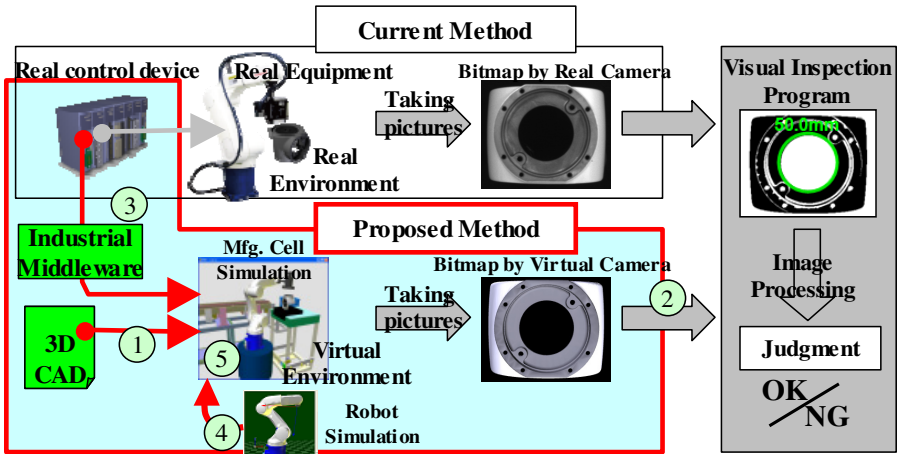 Current Method
Real control device
Real Equipment
Taking
pictures
Real
Environment
Bitmap by Real Camera
Visual Inspection
Program
50.0mm
3
Proposed Method
Industrial
Middleware
Mfg. Cell
Simulation
Bitmap by Virtual Camera
Taking
pictures
2
Image
Processing
1
3D
CAD
5
Virtual
Environment
Judgment
4
Robot
Simulation
OK
NG